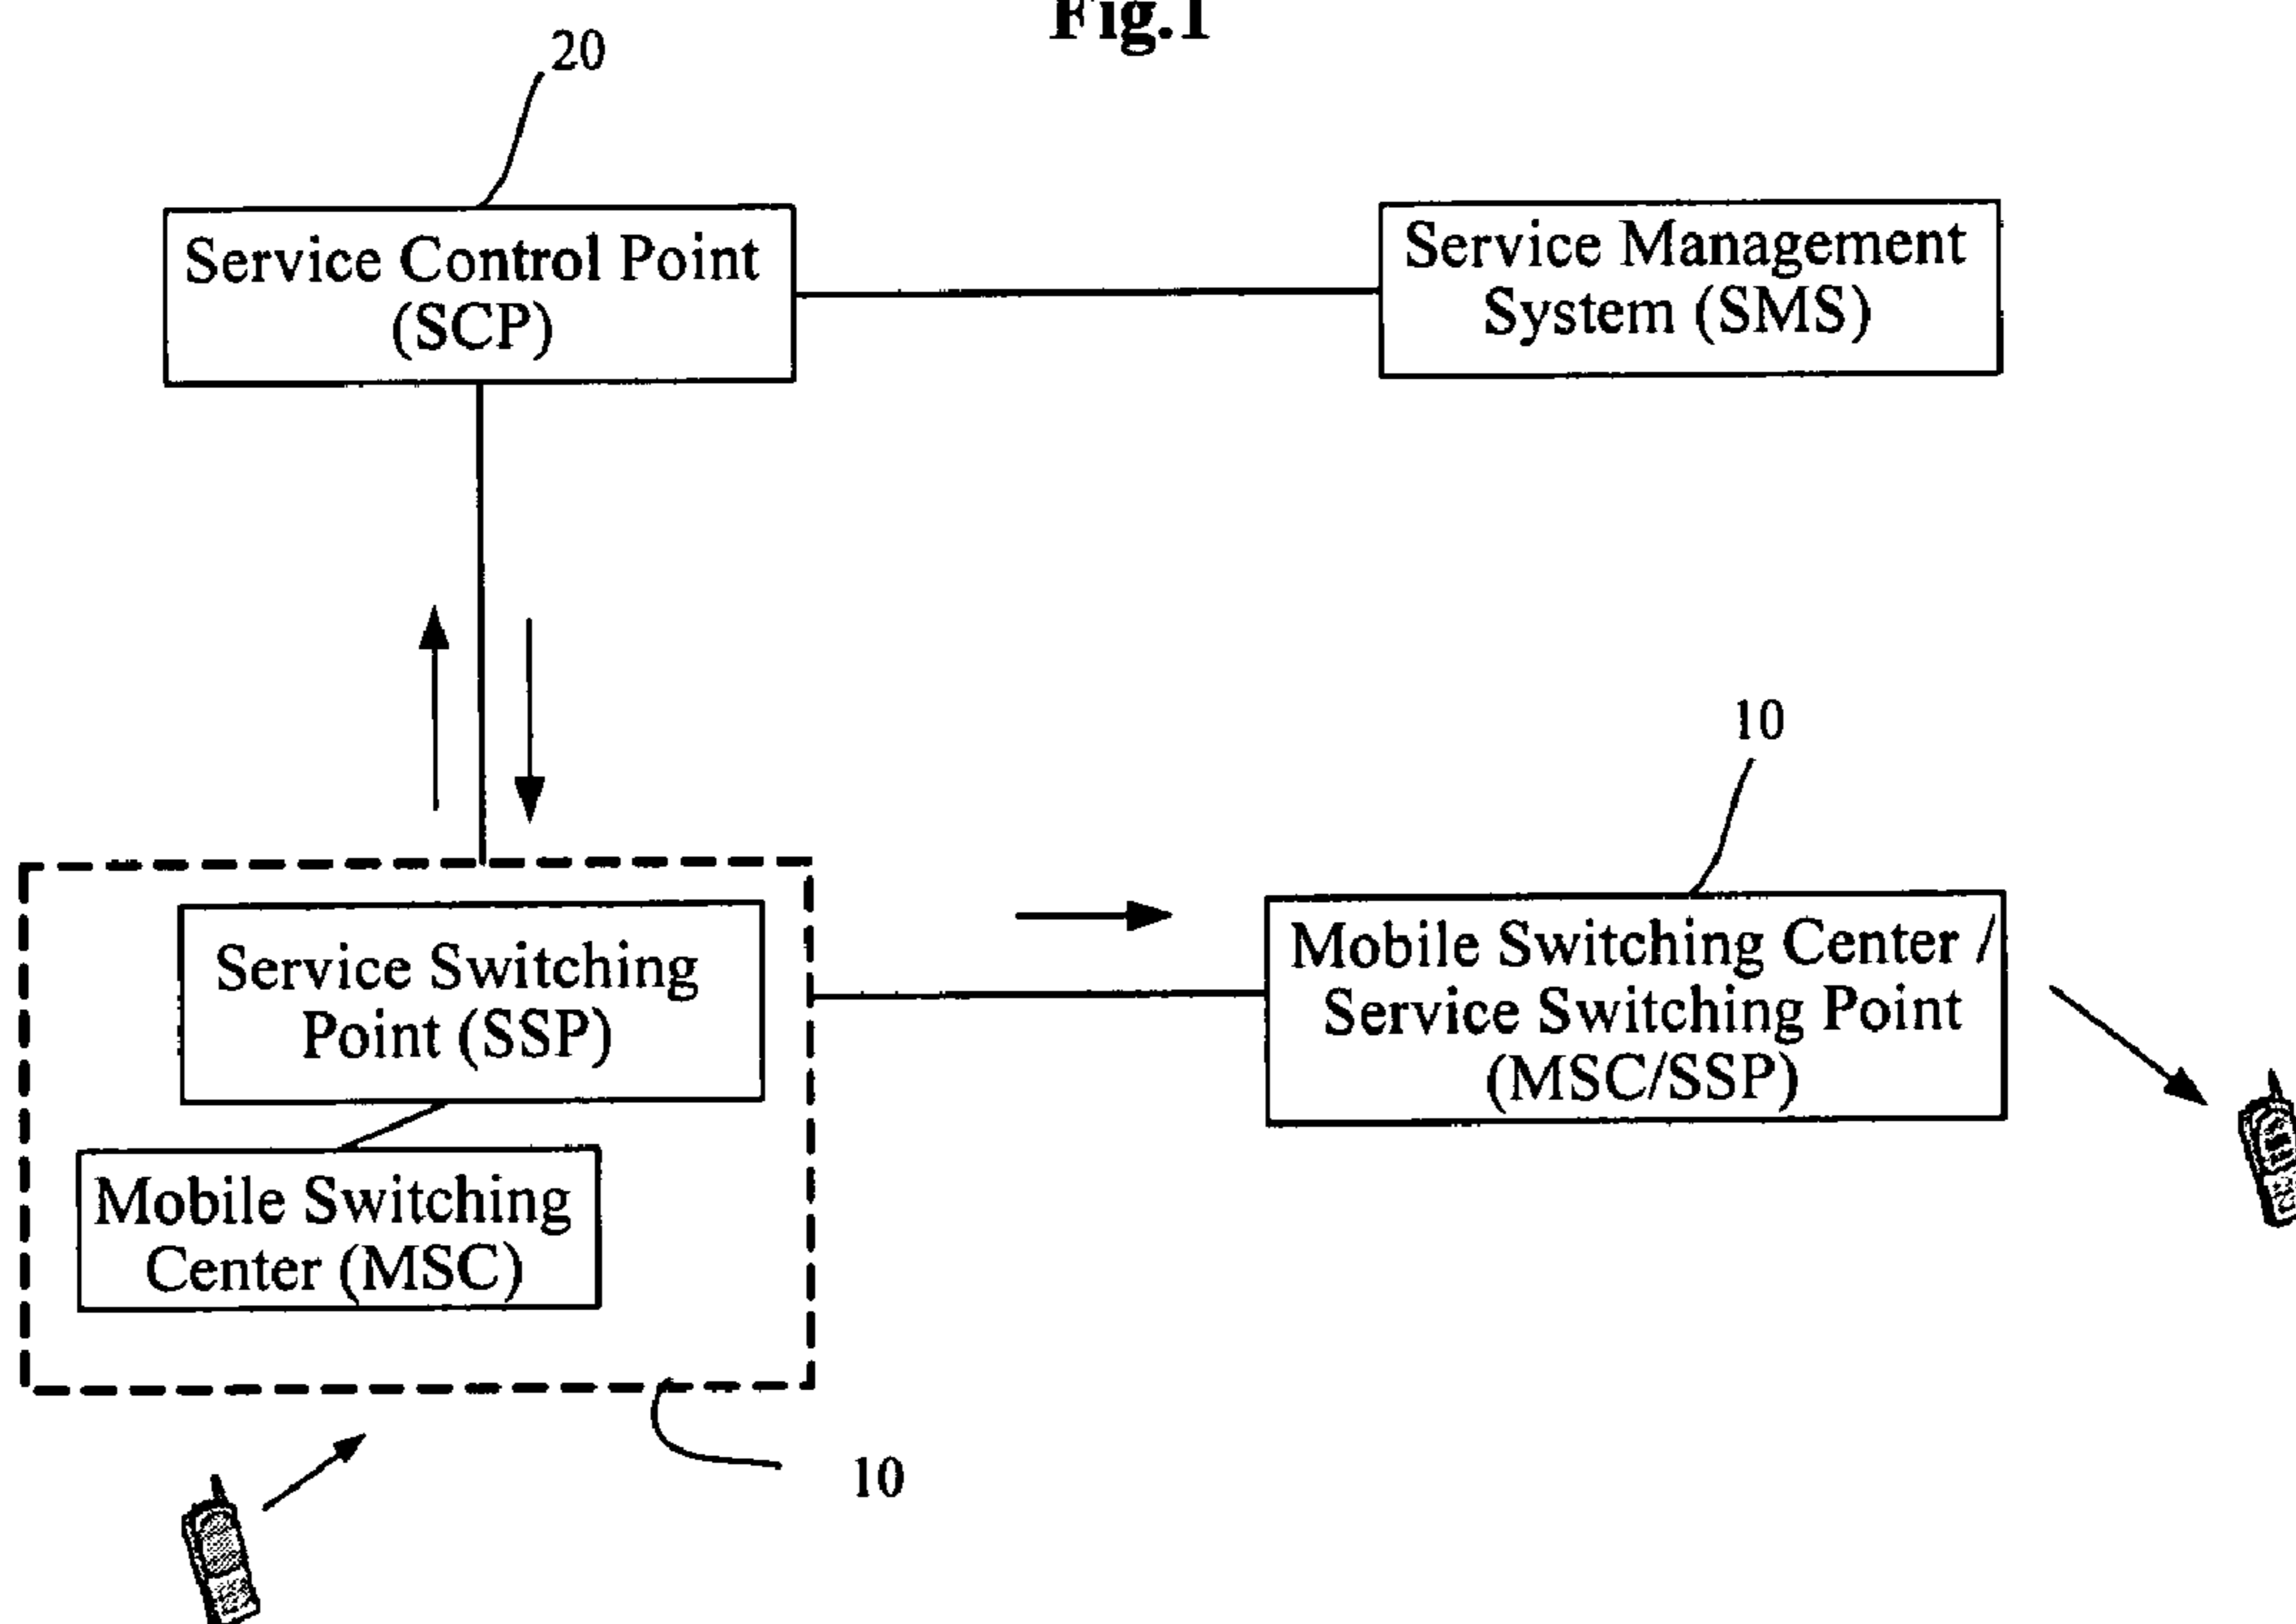 Fig.1
20
Service Control Point
(SCP)
Service Management
System (SMS)
10
Service Switching
Point (SSP)
Mobile Switching Center /
Service Switching Point
(MSC/SSP)
Mobile Switching
Center (MSC)
10